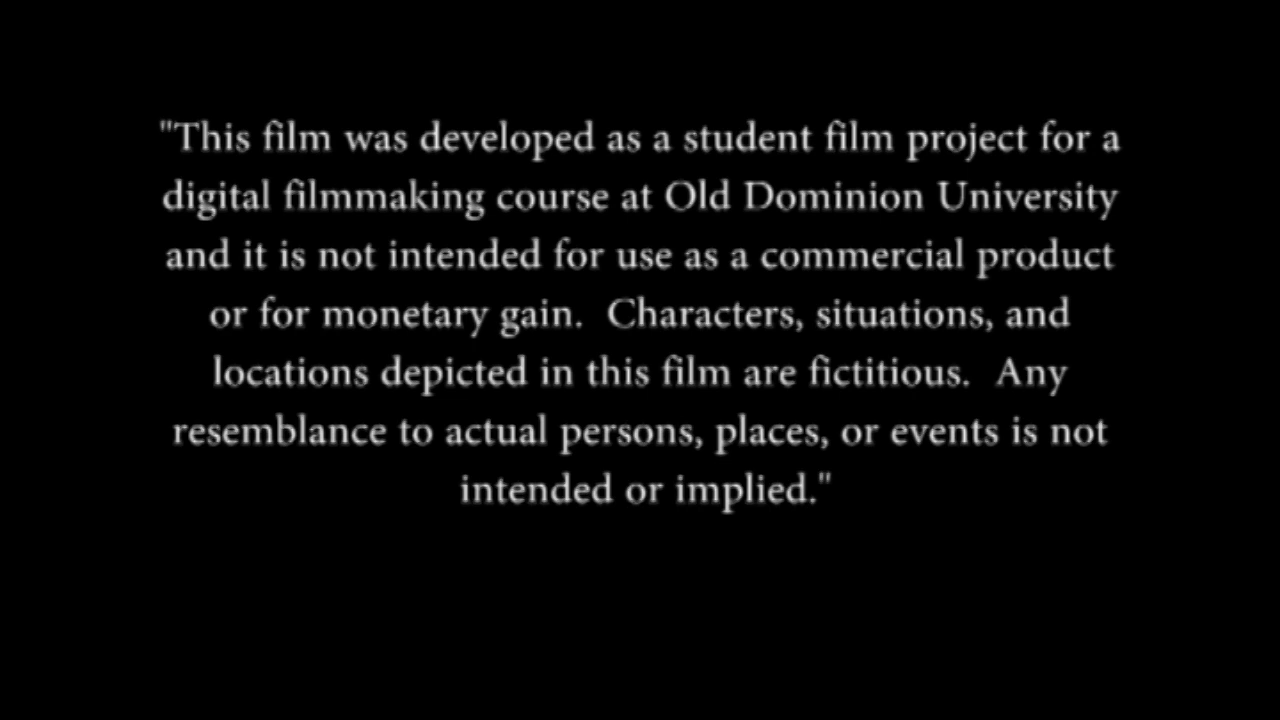 "This film was developed as a student film project for a
digital filmmaking course at Old Dominion University
and it is not intended for use as a commercial product
or for monetary gain.  Characters, situations, and
locations depicted in this film are fictitious.  Any
resemblance to actual persons, places, or events is not
intended or implied."